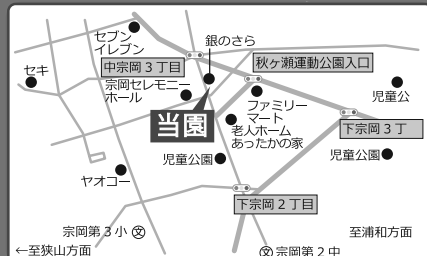 セブン
イレブン
銀のさら
中宗岡3丁目
秋ヶ瀬運動公園入口
セキ
宗岡セレモニー
ホール
ファミリー
マート
児童公
当園
老人ホーム
あったかの家
下宗岡3丁
児童公園
児童公園
ヤオコー
下宗岡2丁目
宗岡第3小 文
至浦和方面
←至狭山方面
文 宗岡第2中